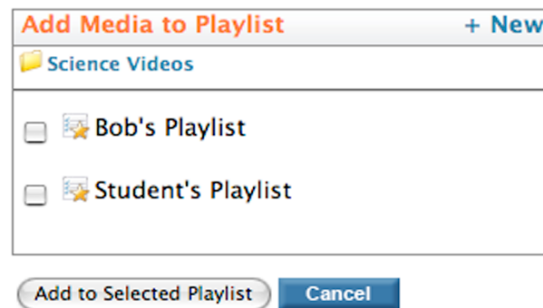 Add Media to Playlist + New
Science Videos
Bob's Playlist
Student's Playlist
Add to Selected Playlist Cancel